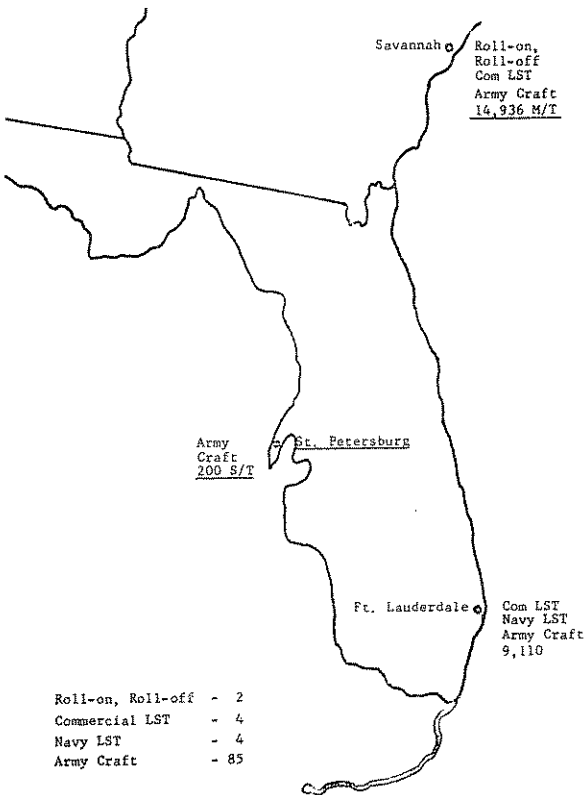 Savannah
Roll-on,
Roll-off
Com LST
Army Craft
14,936 M/T
Army
Craft
200 S/T
St. Petersburg
Ft. Lauderdale
Com LST
Navy LST
Army Craft
9,110
Roll-on, Roll-off - 2
Commercial LST - 4
Navy LST - 4
Army Craft - 85